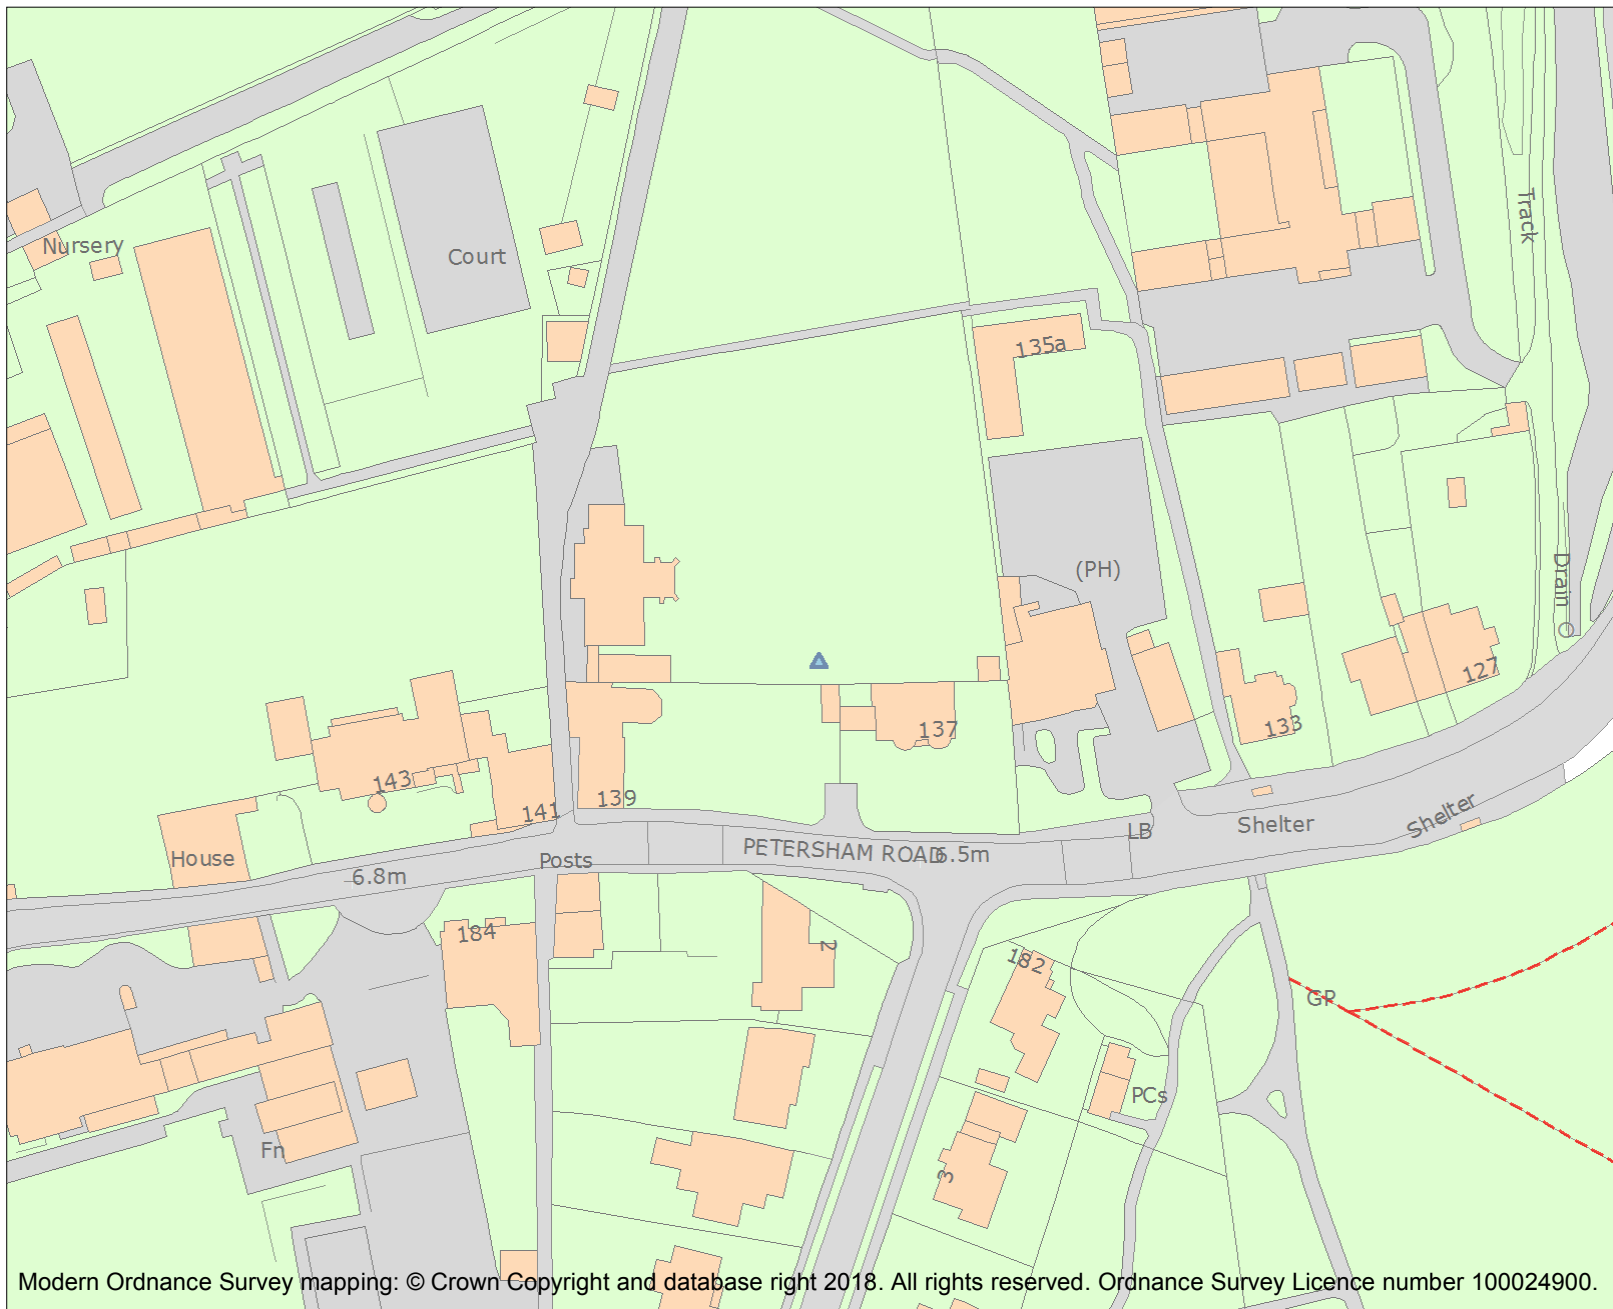 Track
Nursery
Court
135a
(PH)
Drain
127
133
137
143
139
141
Shelter
Shelter
LB
PETERSHAM ROAD
6.5m
House
Posts
6.8m
184
2
182
GP
PCs
Fn
3
Modern Ordnance Survey mapping: © Crown Copyright and database right 2018. All rights reserved. Ordnance Survey Licence number 100024900.